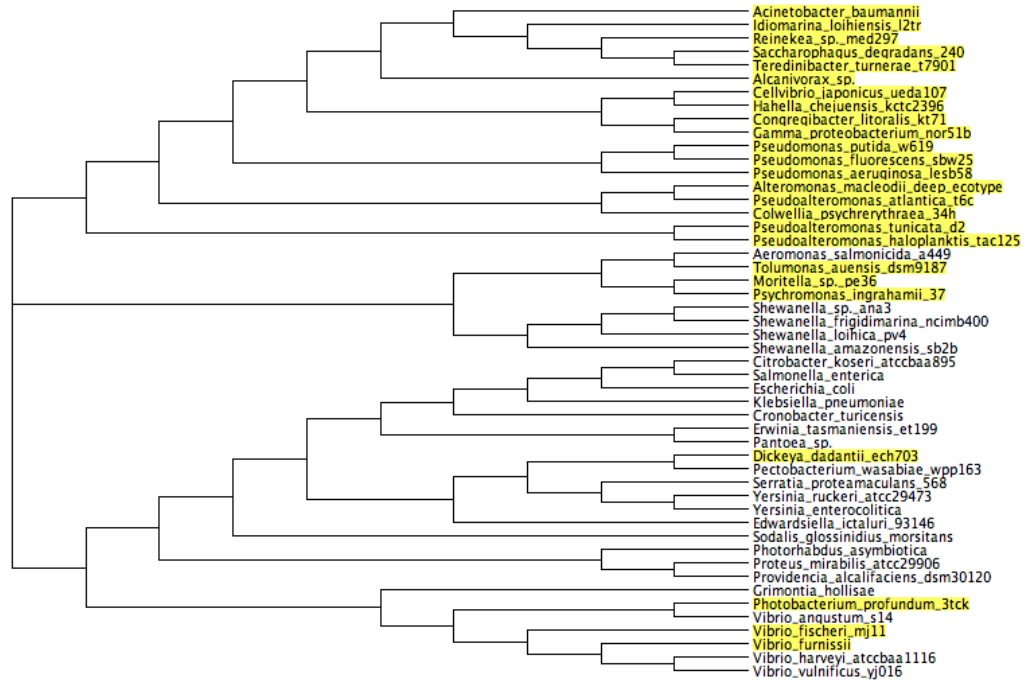 Acinetobacter_baumannii
Idiomarina_loihiensis_l2tr
Reinekea_sp._med297
Saccharophagus_degradans_240
Teredinibacter_turnerae_t7901
Alcanivorax_sp.
Cellvibrio_japonicus_ueda107
Hahella_chejuensis_kctc2396
Congregibacter_litoralis_kt71
Gamma_proteobacterium_nor51b
Pseudomonas_putida_w619
Pseudomonas_fluorescens_sbw25
Pseudomonas_aeruginosa_lesb58
Alteromonas_macleodii_deep_ecotype
Pseudoalteromonas_atlantica_t6c
Colwellia_psychrerythraea_34h
Pseudoalteromonas_tunicata_d2
Pseudoalteromonas_haloplanktis_tac125
Aeromonas_salmonicida_a449
Tolumonas_auensis_dsm9187
Moritella_sp._pe36
Psychromonas_ingrahamii_37
Shewanella_sp._ana3
Shewanella_frigidimarina_ncimb400
Shewanella_loihica_pv4
Shewanella_amazonensis_sb2b
Citrobacter_koseri_atccbaa895
Salmonella_enterica
Escherichia_coli
Klebsiella_pneumoniae
Cronobacter_turicensis
Erwinia_tasmaniensis_et199
Pantoea_sp.
Dickeya_dadantii_ech703
Pectobacterium_wasabiae_wpp163
Serratia_proteamaculans_568
Yersinia_ruckeri_atcc29473
Yersinia_enterocolitica
Edwardsiella_ictaluri_93146
Sodalis_glossinidius_morsitans
Photorhabdus_asymbiotica
Proteus_mirabilis_atcc29906
Providencia_alcalifaciens_dsm30120
Grimontia_hollisae
Photobacterium_profundum_3tck
Vibrio_angustum_s14
Vibrio_fischeri_mj11
Vibrio_furnissii
Vibrio_harveyi_atccbaa1116
Vibrio_vulnificus_yj016